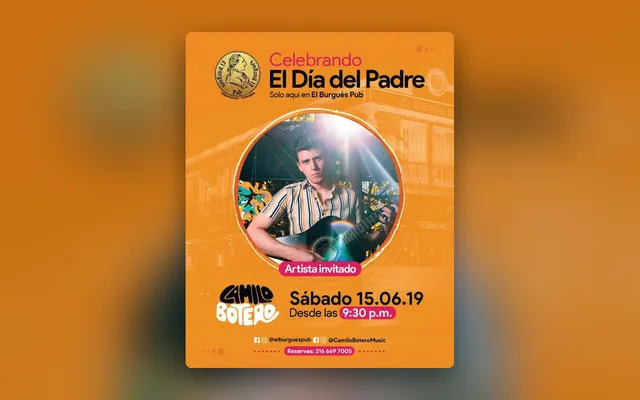 Celebrando
El Día del Padre
Solo aquí en El Burgués Pub
Pub
Artista invitado
CAMILO
BOTERO
Sábado 15.06.19
Desde las 9:30 p.m.
@elburguespub @CamiloBoteroMusic
Reservas: 316 669 7005